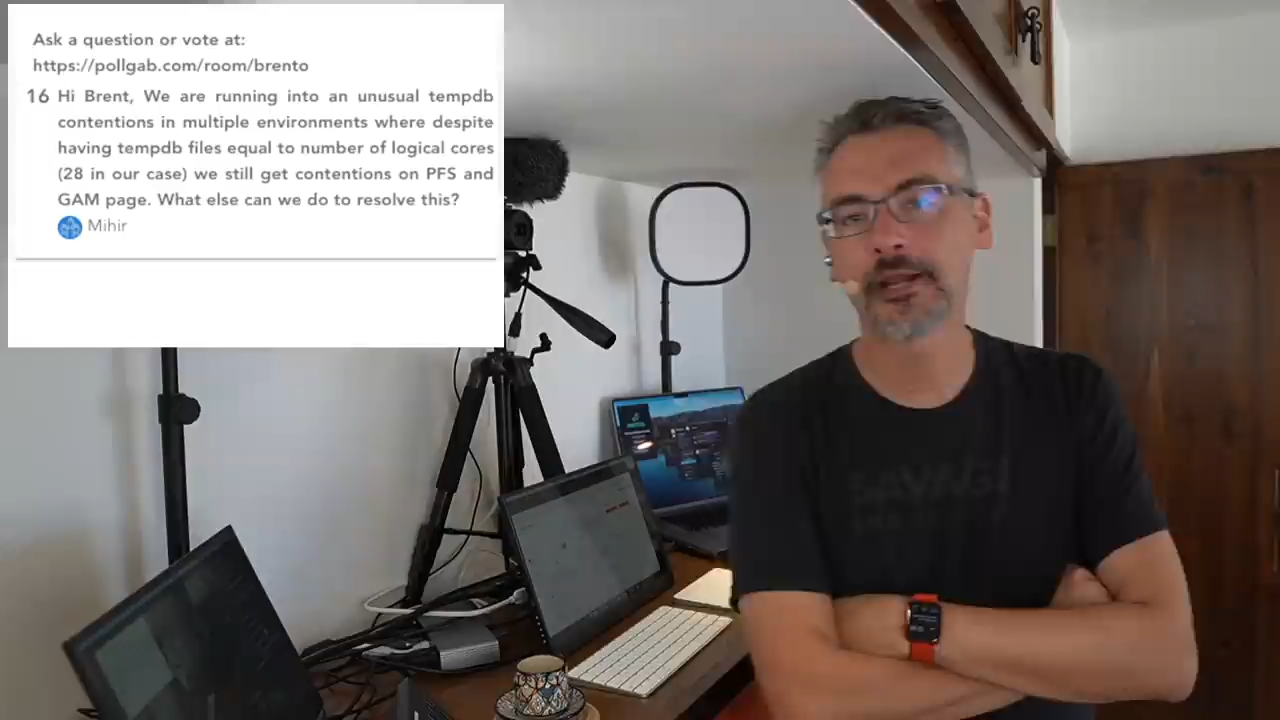 Ask a question or vote at:
https://pollgab.com/room/brento
16 Hi Brent, We are running into an unusual tempdb
contentions in multiple environments where despite
having tempdb files equal to number of logical cores
(28 in our case) we still get contentions on PFS and
GAM page. What else can we do to resolve this?
Mihir